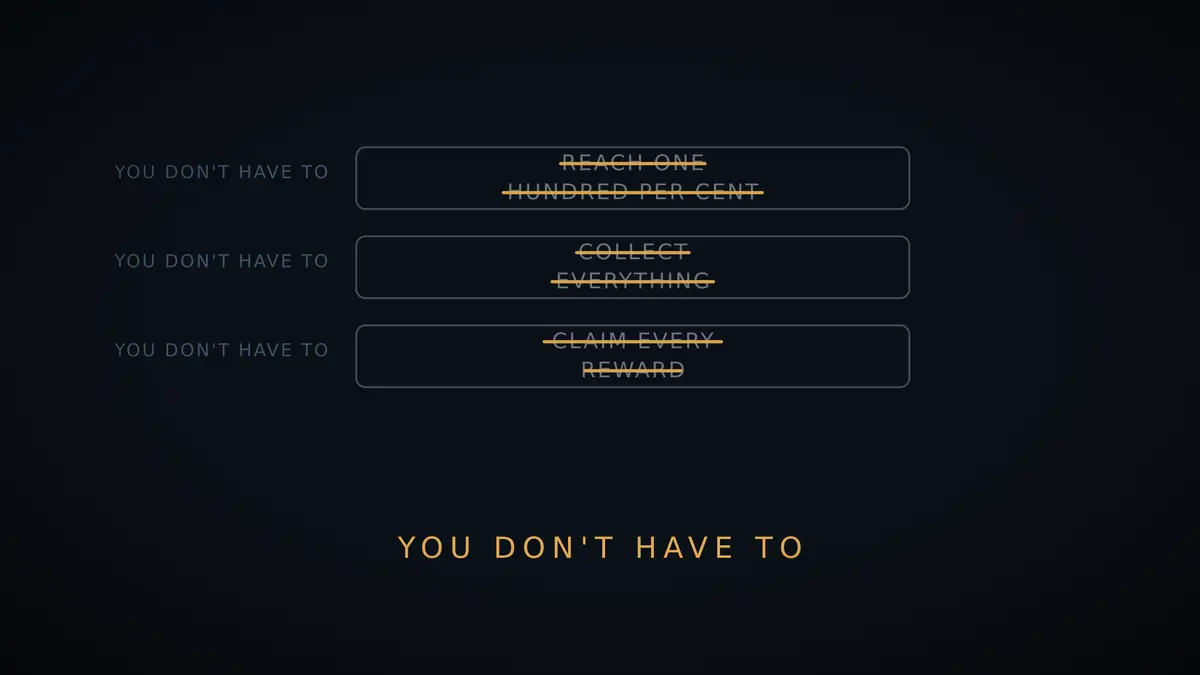 YOU DON'T HAVE TO
REACH ONE
HUNDRED PER CENT
YOU DON'T HAVE TO
COLLECT
EVERYTHING
YOU DON'T HAVE TO
CLAIM EVERY
REWARD
YOU DON'T HAVE TO